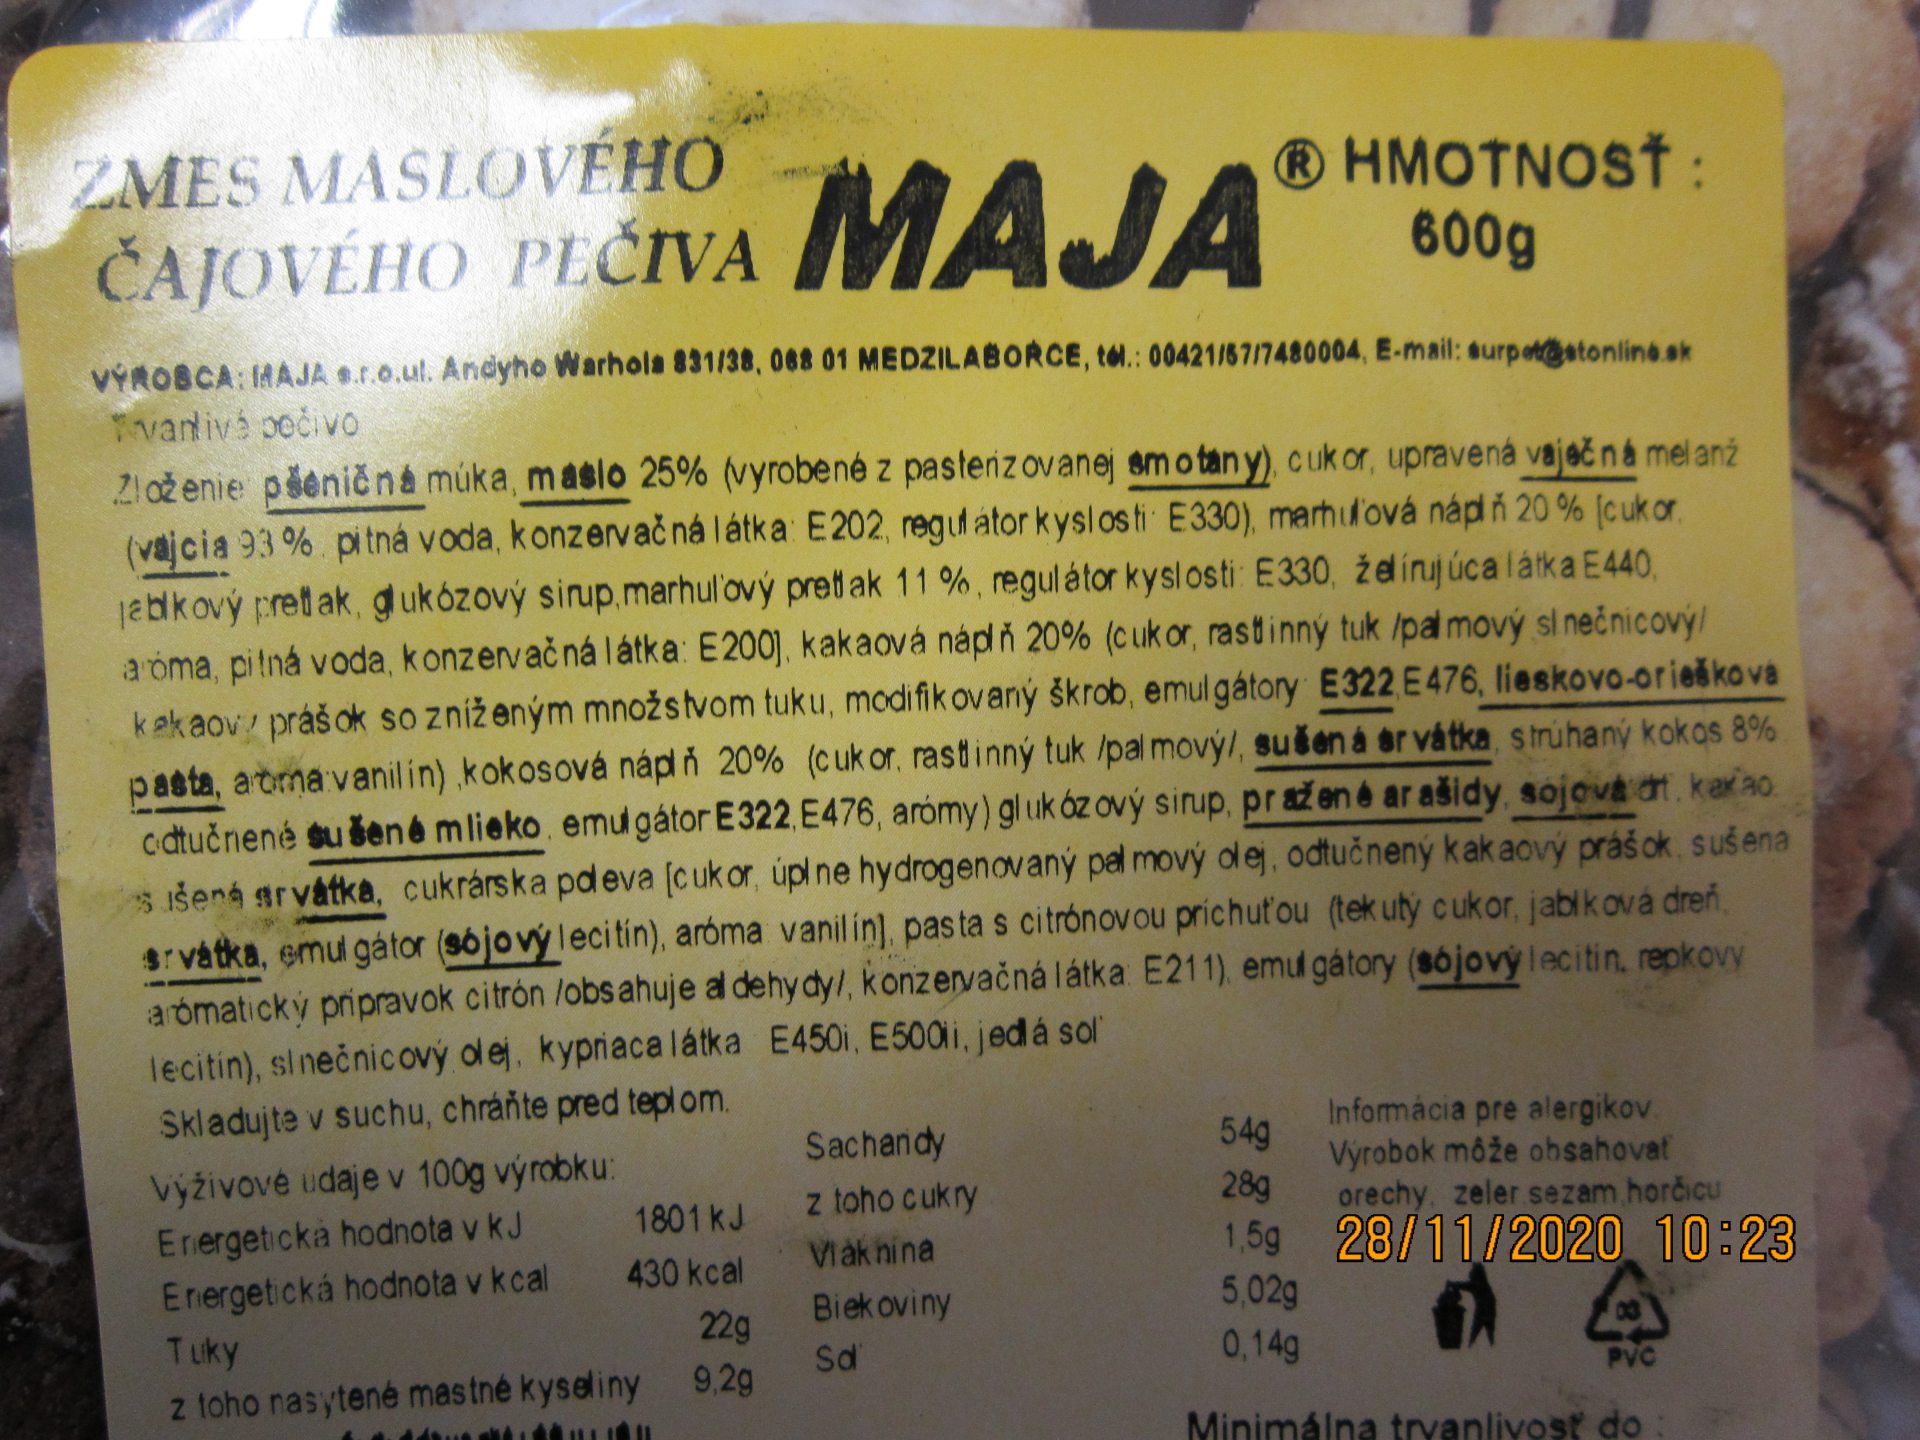 ZMES MASLOVÉHO
ČAJOVÉHO PEČIVA
MAJA ®
HMOTNOSŤ :
600g
VÝROBCA: MAJA s.r.o.ul. Andyho Warhola 831/38, 068 01 MEDZILABORCE, tel.: 00421/57/7480004, E-mail: surpet@stonline.sk
Trvanlivé pečivo
Zloženie: pšeničná múka, maslo 25% (vyrobené z pasterizovanej smotany), cukor, upravená vaječná melanž
(vajcia 93%, pitná voda, konzervačná látka: E202, regulátor kyslosti: E330), marhuľová náplň 20% [cukor,
jablkový pretlak, glukózový sirup,marhuľový pretlak 11%, regulátor kyslosti: E330, želírujúca látka E440,
aróma, pitná voda, konzervačná látka: E200], kakaová náplň 20% (cukor, rastlinný tuk /palmový,slnečnicový/
kakaový prášok so zníženým množstvom tuku, modifikovaný škrob, emulgátory: E322,E476, lieskovo-oriešková
pasta, aróma:vanilín) ,kokosová náplň 20% (cukor, rastlinný tuk /palmový/, sušená srvátka, strúhaný kokos 8%
odtučnené sušené mlieko, emulgátor E322,E476, arómy) glukózový sirup, pražené arašidy, sójová drť, kakao
sušená srvátka, cukrárska poleva [cukor, úplne hydrogenovaný palmový olej, odtučnený kakaový prášok, sušená
srvátka, emulgátor (sójový lecitín), aróma: vanilín], pasta s citrónovou príchuťou (tekutý cukor, jablková dreň,
aromatický prípravok citrón /obsahuje aldehydy/, konzervačná látka: E211), emulgátory (sójový lecitín, repkový
lecitín), slnečnicový olej, kypriaca látka E450i, E500ii, jedlá soľ
Skladujte v suchu, chráňte pred teplom.
Výživové údaje v 100g výrobku:
Energetická hodnota v kJ 1801 kJ
Energetická hodnota v kcal 430 kcal
Tuky 22g
z toho nasýtené mastné kyseliny 9,2g
Sacharidy 54g
z toho cukry 28g
Vláknina 1,5g
Bielkoviny 5,02g
Soľ 0,14g
Informácia pre alergikov
Výrobok môže obsahovať
orechy, zeler,sezam,horčicu
28/11/2020 10:23
03
PVC
Minimálna trvanlivosť do :